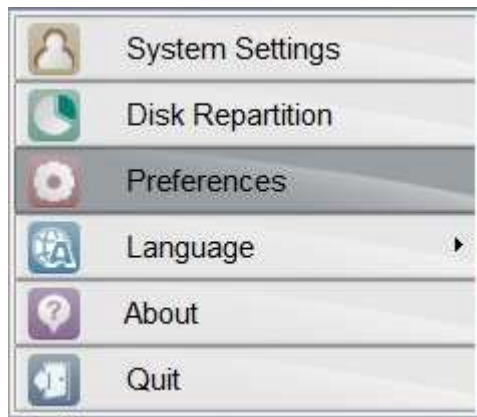 System Settings
Disk Repartition
Preferences
Language
About
Quit